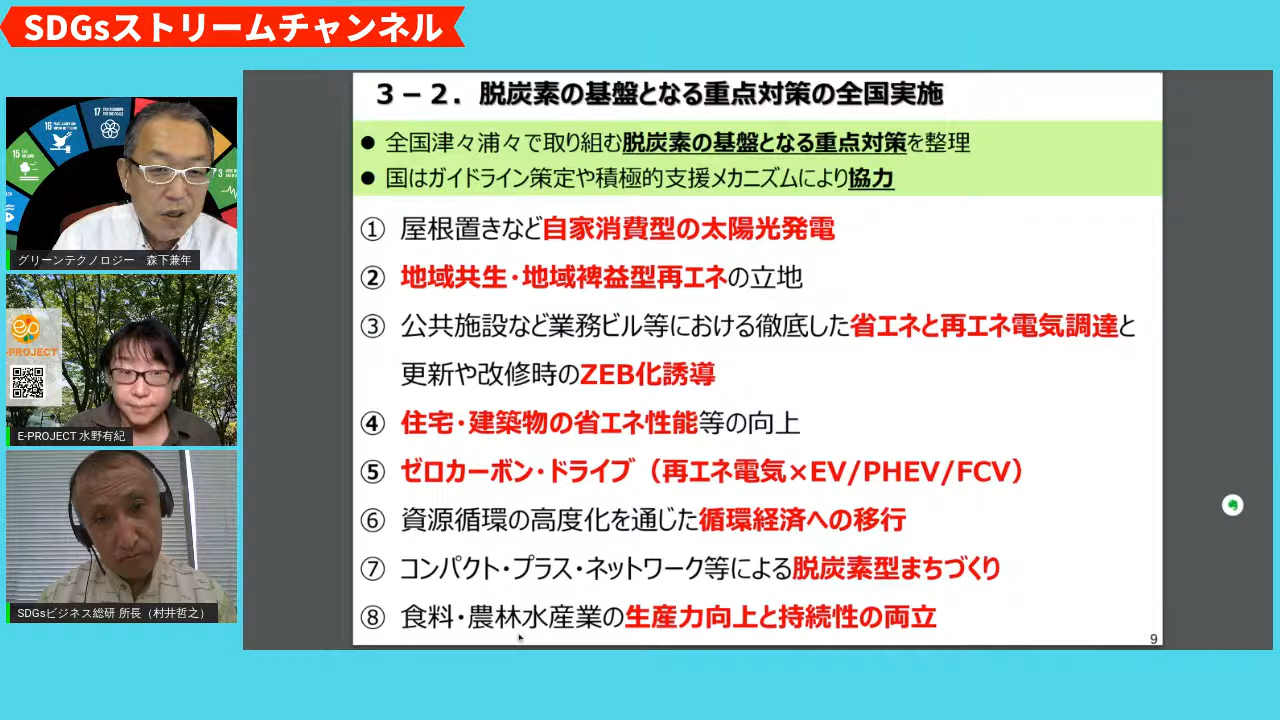 SDGsストリームチャンネル
17 PARTNERSHIPS FOR THE GOALS
16
15
3
グリーンテクノロジー 森下兼年
ep
-PROJECT
E-PROJECT 水野有紀
SDGsビジネス総研 所長（村井哲之）
３－２．脱炭素の基盤となる重点対策の全国実施
● 全国津々浦々で取り組む脱炭素の基盤となる重点対策を整理
● 国はガイドライン策定や積極的支援メカニズムにより協力
① 屋根置きなど自家消費型の太陽光発電
② 地域共生・地域裨益型再エネの立地
③ 公共施設など業務ビル等における徹底した省エネと再エネ電気調達と
更新や改修時のZEB化誘導
④ 住宅・建築物の省エネ性能等の向上
⑤ ゼロカーボン・ドライブ（再エネ電気×EV/PHEV/FCV）
⑥ 資源循環の高度化を通じた循環経済への移行
⑦ コンパクト・プラス・ネットワーク等による脱炭素型まちづくり
⑧ 食料・農林水産業の生産力向上と持続性の両立
9